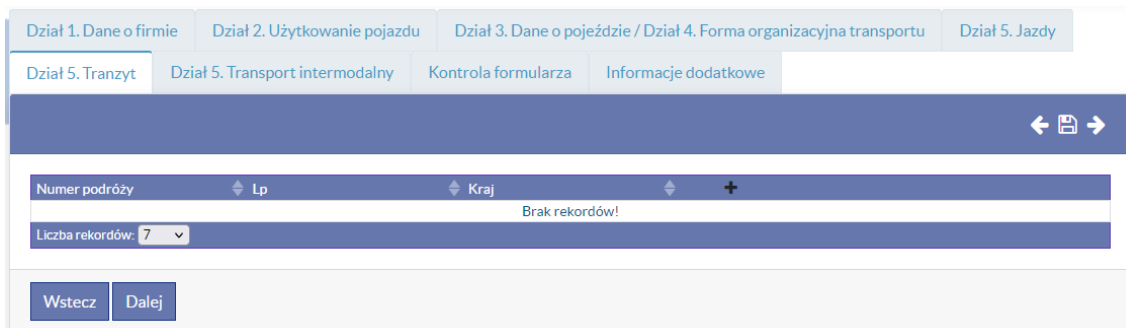 Dział 1. Dane o firmie Dział 2. Użytkowanie pojazdu Dział 3. Dane o pojeździe / Dział 4. Forma organizacyjna transportu Dział 5. Jazdy
Dział 5. Tranzyt Dział 5. Transport intermodalny Kontrola formularza Informacje dodatkowe
Numer podróży Lp Kraj
Brak rekordów!
Liczba rekordów: 7
Wstecz Dalej